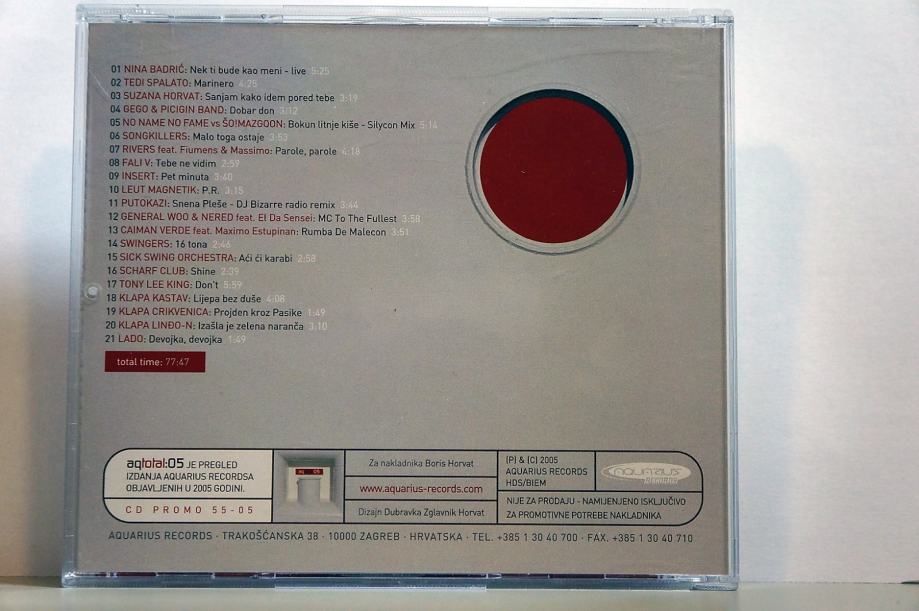 01 NINA BADRIĆ: Nek ti bude kao meni - live 5:25
02 TEDI SPALATO: Marinero 4:25
03 SUZANA HORVAT: Sanjam kako idem pored tebe 3:19
04 GEGO & PICIGIN BAND: Dobar don 3:12
05 NO NAME NO FAME vs ŠO!MAZGOON: Bokun litnje kiše - Silycon Mix 5:14
06 SONGKILLERS: Malo toga ostaje 3:53
07 RIVERS feat. Fiumens & Massimo: Parole, parole 4:18
08 FALI V: Tebe ne vidim 2:59
09 INSERT: Pet minuta 3:40
10 LEUT MAGNETIK: P.R. 3:15
11 PUTOKAZI: Snena Pleše - DJ Bizarre radio remix 3:44
12 GENERAL WOO & NERED feat. El Da Sensei: MC To The Fullest 3:58
13 CAIMAN VERDE feat. Maximo Estupinan: Rumba De Malecon 3:51
14 SWINGERS: 16 tona 2:46
15 SICK SWING ORCHESTRA: Aći ći karabi 2:58
16 SCHARF CLUB: Shine 2:39
17 TONY LEE KING: Don't 5:59
18 KLAPA KASTAV: Lijepa bez duše 4:08
19 KLAPA CRIKVENICA: Projden kroz Pasike 1:49
20 KLAPA LINĐO-N: Izašla je zelena naranča 3.10
21 LADO: Devojka, devojka 1:49
total time: 77:47
aqtotal:05 JE PREGLED
IZDANJA AQUARIUS RECORDSA
OBJAVLJENIH U 2005 GODINI.
CD PROMO 55-05
aq 05
Za nakladnika Boris Horvat
www.aquarius-records.com
Dizajn Dubravka Zglavnik Horvat
(P) & (C) 2005
AQUARIUS RECORDS
HDS/BIEM
AQUARIUS
NIJE ZA PRODAJU - NAMIJENJENO ISKLJUČIVO
ZA PROMOTIVNE POTREBE NAKLADNIKA
AQUARIUS RECORDS · TRAKOŠĆANSKA 38 · 10000 ZAGREB · HRVATSKA · TEL. +385 1 30 40 700 · FAX. +385 1 30 40 710